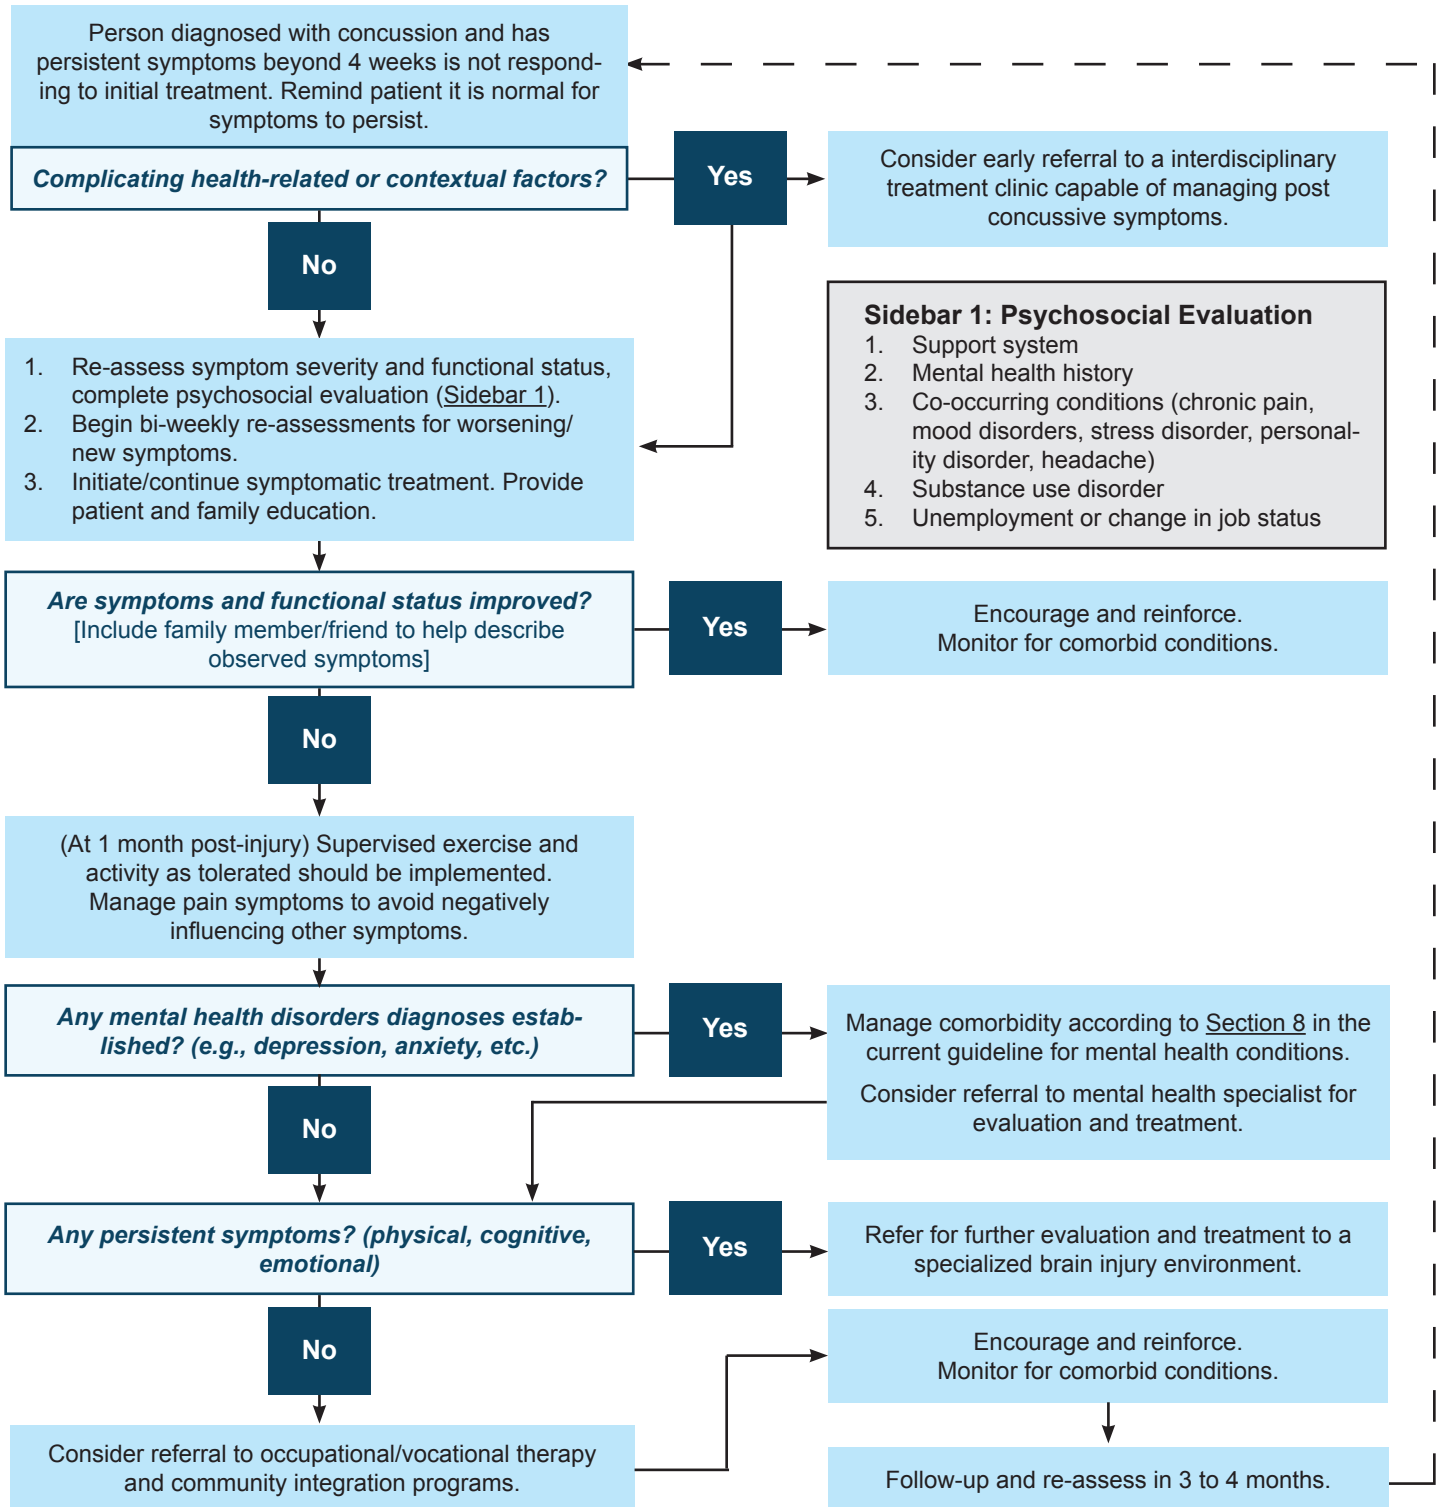 Person diagnosed with concussion and has
persistent symptoms beyond 4 weeks is not respond-
ing to initial treatment. Remind patient it is normal for
symptoms to persist.
Complicating health-related or contextual factors?
Yes
Consider early referral to a interdisciplinary
treatment clinic capable of managing post
concussive symptoms.
No
Sidebar 1: Psychosocial Evaluation
1. Support system
2. Mental health history
3. Co-occurring conditions (chronic pain,
mood disorders, stress disorder, personal-
ity disorder, headache)
4. Substance use disorder
5. Unemployment or change in job status
1. Re-assess symptom severity and functional status,
complete psychosocial evaluation (Sidebar 1).
2. Begin bi-weekly re-assessments for worsening/
new symptoms.
3. Initiate/continue symptomatic treatment. Provide
patient and family education.
Are symptoms and functional status improved?
[Include family member/friend to help describe
observed symptoms]
Yes
Encourage and reinforce.
Monitor for comorbid conditions.
No
(At 1 month post-injury) Supervised exercise and
activity as tolerated should be implemented.
Manage pain symptoms to avoid negatively
influencing other symptoms.
Any mental health disorders diagnoses estab-
lished? (e.g., depression, anxiety, etc.)
Yes
Manage comorbidity according to Section 8 in the
current guideline for mental health conditions.
Consider referral to mental health specialist for
evaluation and treatment.
No
Any persistent symptoms? (physical, cognitive,
emotional)
Yes
Refer for further evaluation and treatment to a
specialized brain injury environment.
No
Encourage and reinforce.
Monitor for comorbid conditions.
Consider referral to occupational/vocational therapy
and community integration programs.
Follow-up and re-assess in 3 to 4 months.